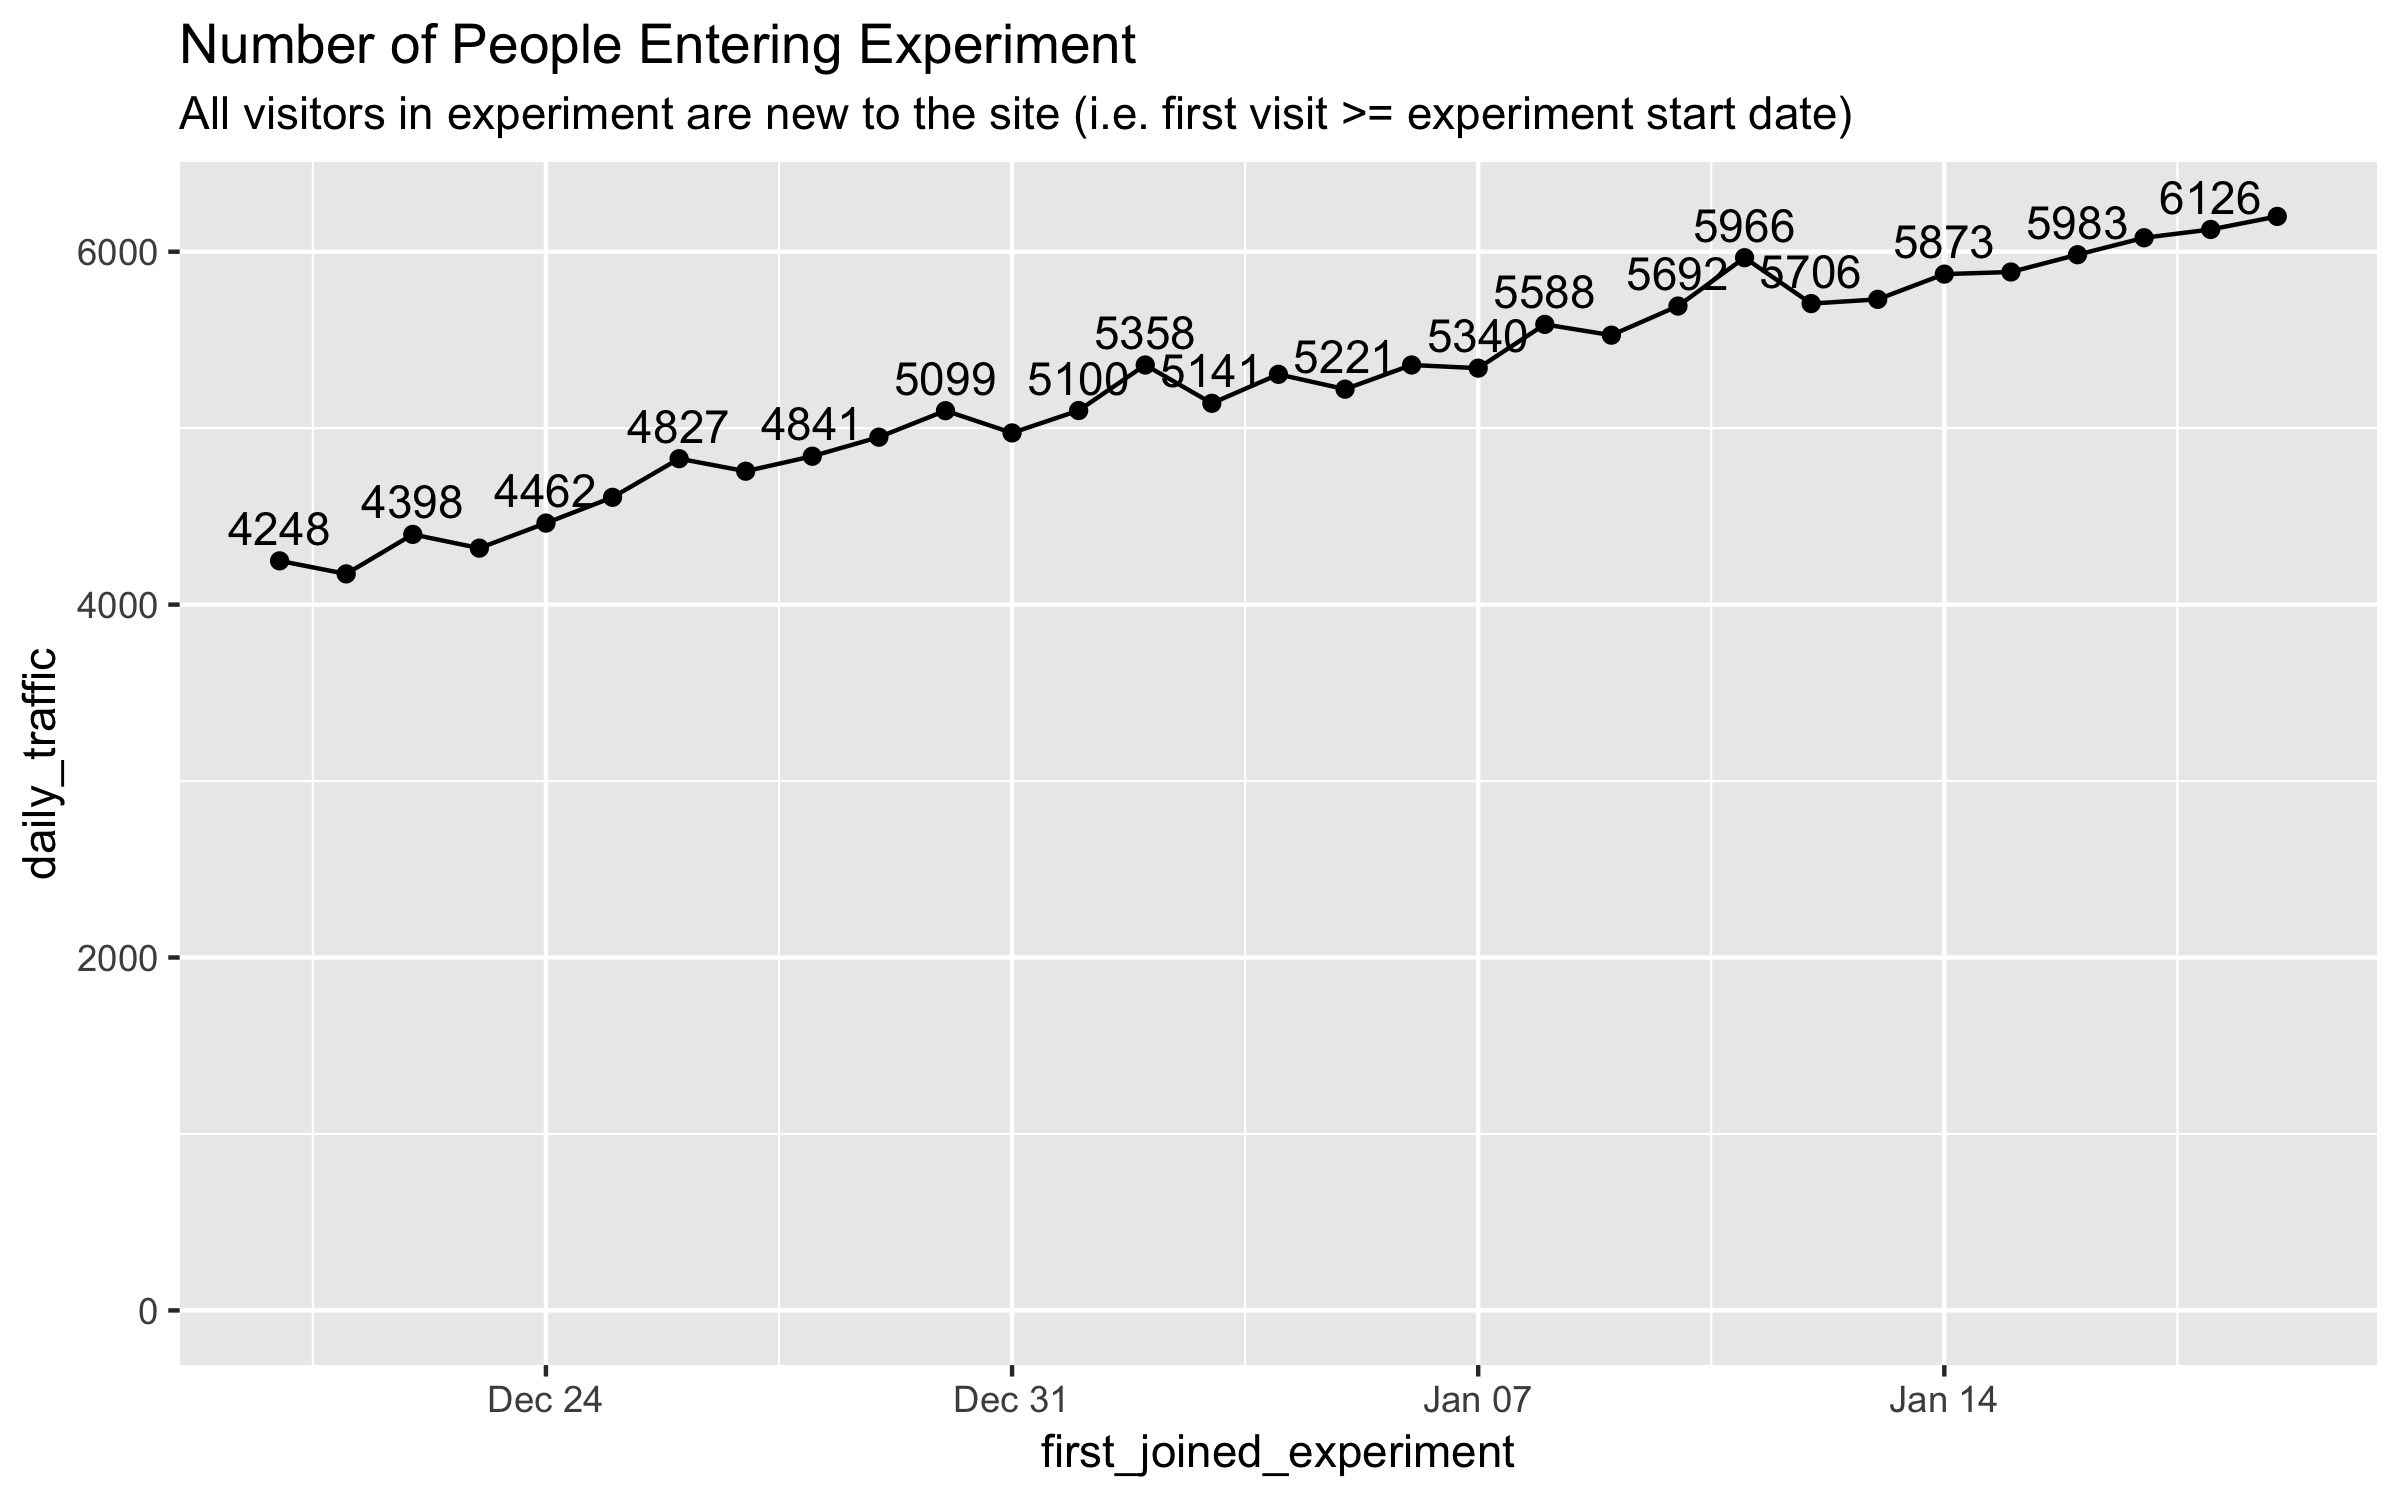 Number of People Entering Experiment
All visitors in experiment are new to the site (i.e. first visit >= experiment start date)
daily_traffic
6000
4000
2000
0
4248
4398
4462
4827
4841
5099
5100
5358
5141
5221
5340
5588
5692
5966
5706
5873
5983
6126
Dec 24
Dec 31
Jan 07
Jan 14
first_joined_experiment